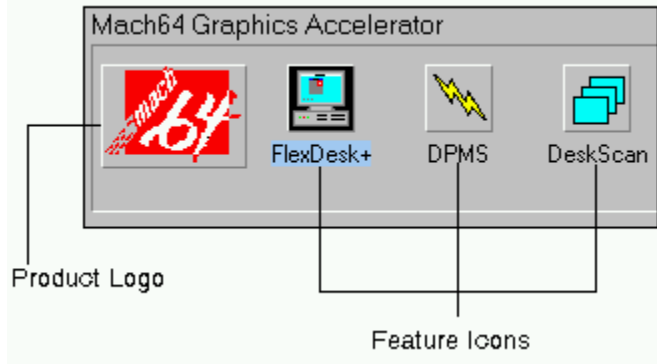 Mach64 Graphics Accelerator
mach
64
FlexDesk+ DPMS DeskScan
Product Logo
Feature Icons